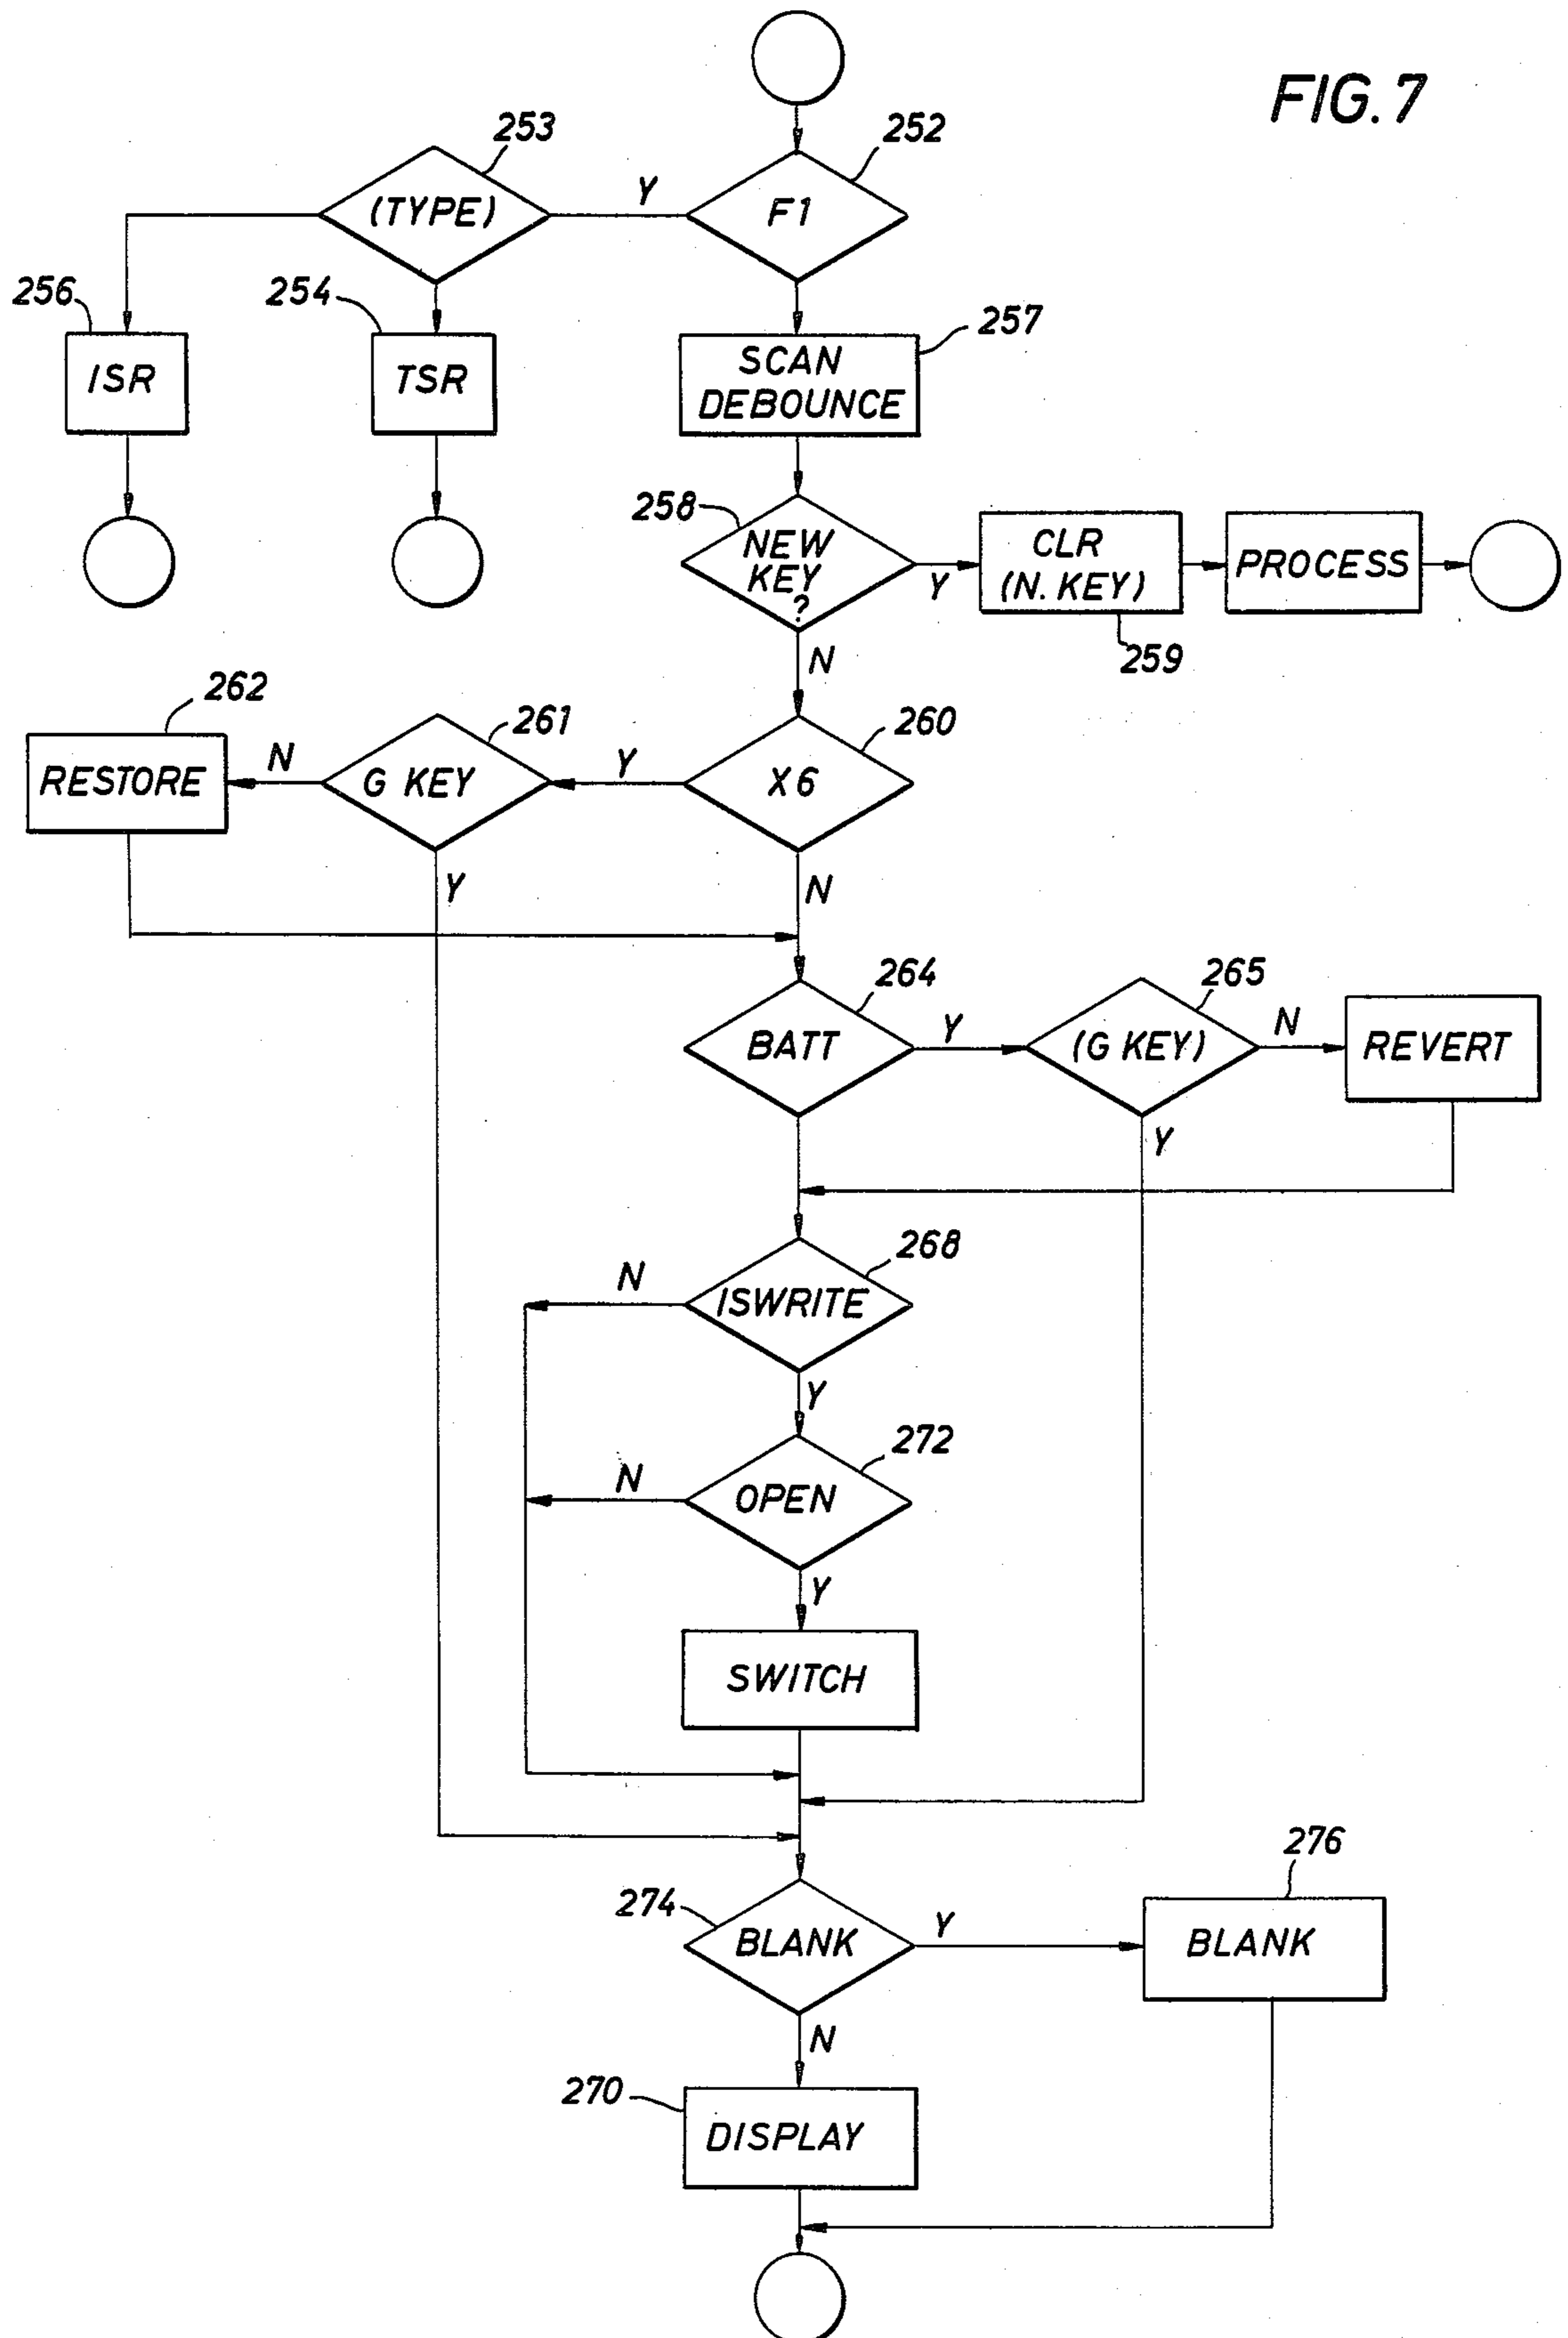 FIG. 7
253
252
(TYPE)
Y
F1
256
254
257
ISR
TSR
SCAN
DEBOUNCE
258
NEW
KEY
?
Y
CLR
(N. KEY)
PROCESS
259
N
262
261
260
RESTORE
N
G KEY
Y
X6
Y
N
264
265
BATT
Y
(G KEY)
N
REVERT
Y
268
N
ISWRITE
Y
272
N
OPEN
Y
SWITCH
276
274
BLANK
Y
BLANK
N
270
DISPLAY